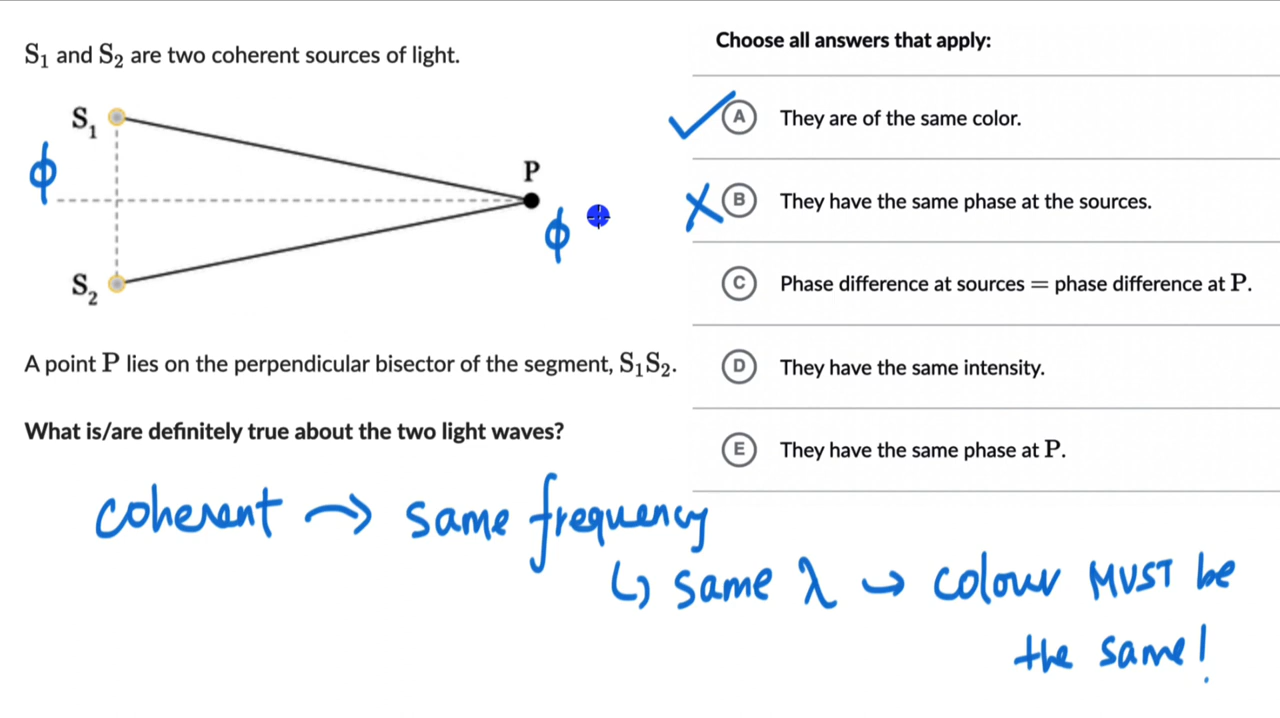 S₁ and S₂ are two coherent sources of light.
S₁
ϕ
P
ϕ
S₂
A point P lies on the perpendicular bisector of the segment, S₁S₂.
What is/are definitely true about the two light waves?
Choose all answers that apply:
A They are of the same color.
B They have the same phase at the sources.
C Phase difference at sources = phase difference at P.
D They have the same intensity.
E They have the same phase at P.
coherent → same frequency
↳ same λ → colour MUST be
the same!